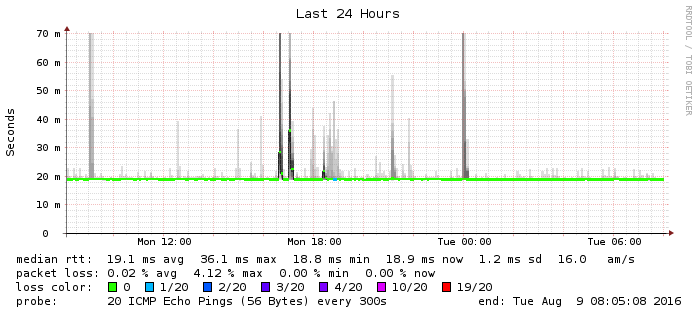 Last 24 Hours
RRDTOOL / TOBI OETIKER
Seconds
70 m
60 m
50 m
40 m
30 m
20 m
10 m
0
Mon 12:00 Mon 18:00 Tue 00:00 Tue 06:00
median rtt: 19.1 ms avg 36.1 ms max 18.8 ms min 18.9 ms now 1.2 ms sd 16.0 am/s
packet loss: 0.02 % avg 4.12 % max 0.00 % min 0.00 % now
loss color: 0 1/20 2/20 3/20 4/20 10/20 19/20
probe: 20 ICMP Echo Pings (56 Bytes) every 300s end: Tue Aug 9 08:05:08 2016